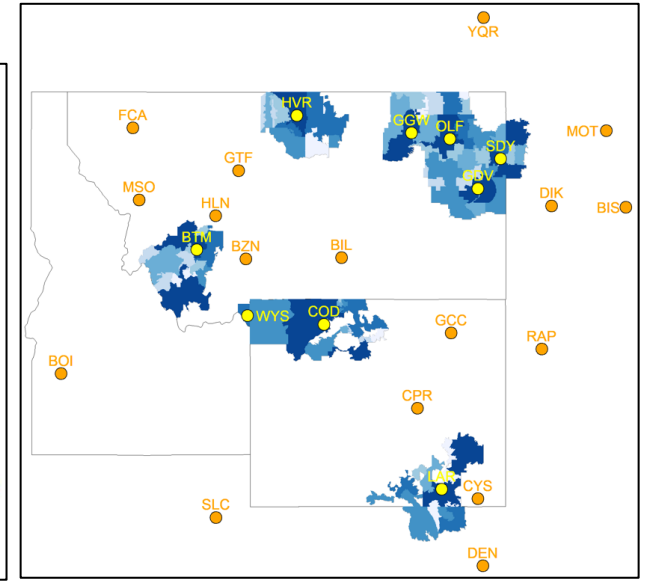 YQR
HVR
FCA
GGW
OLF
MOT
SDY
GTF
GDV
MSO
DIK
HLN
BIS
BTM
BZN
BIL
WYS
COD
GCC
RAP
BOI
CPR
LAR
CYS
SLC
DEN